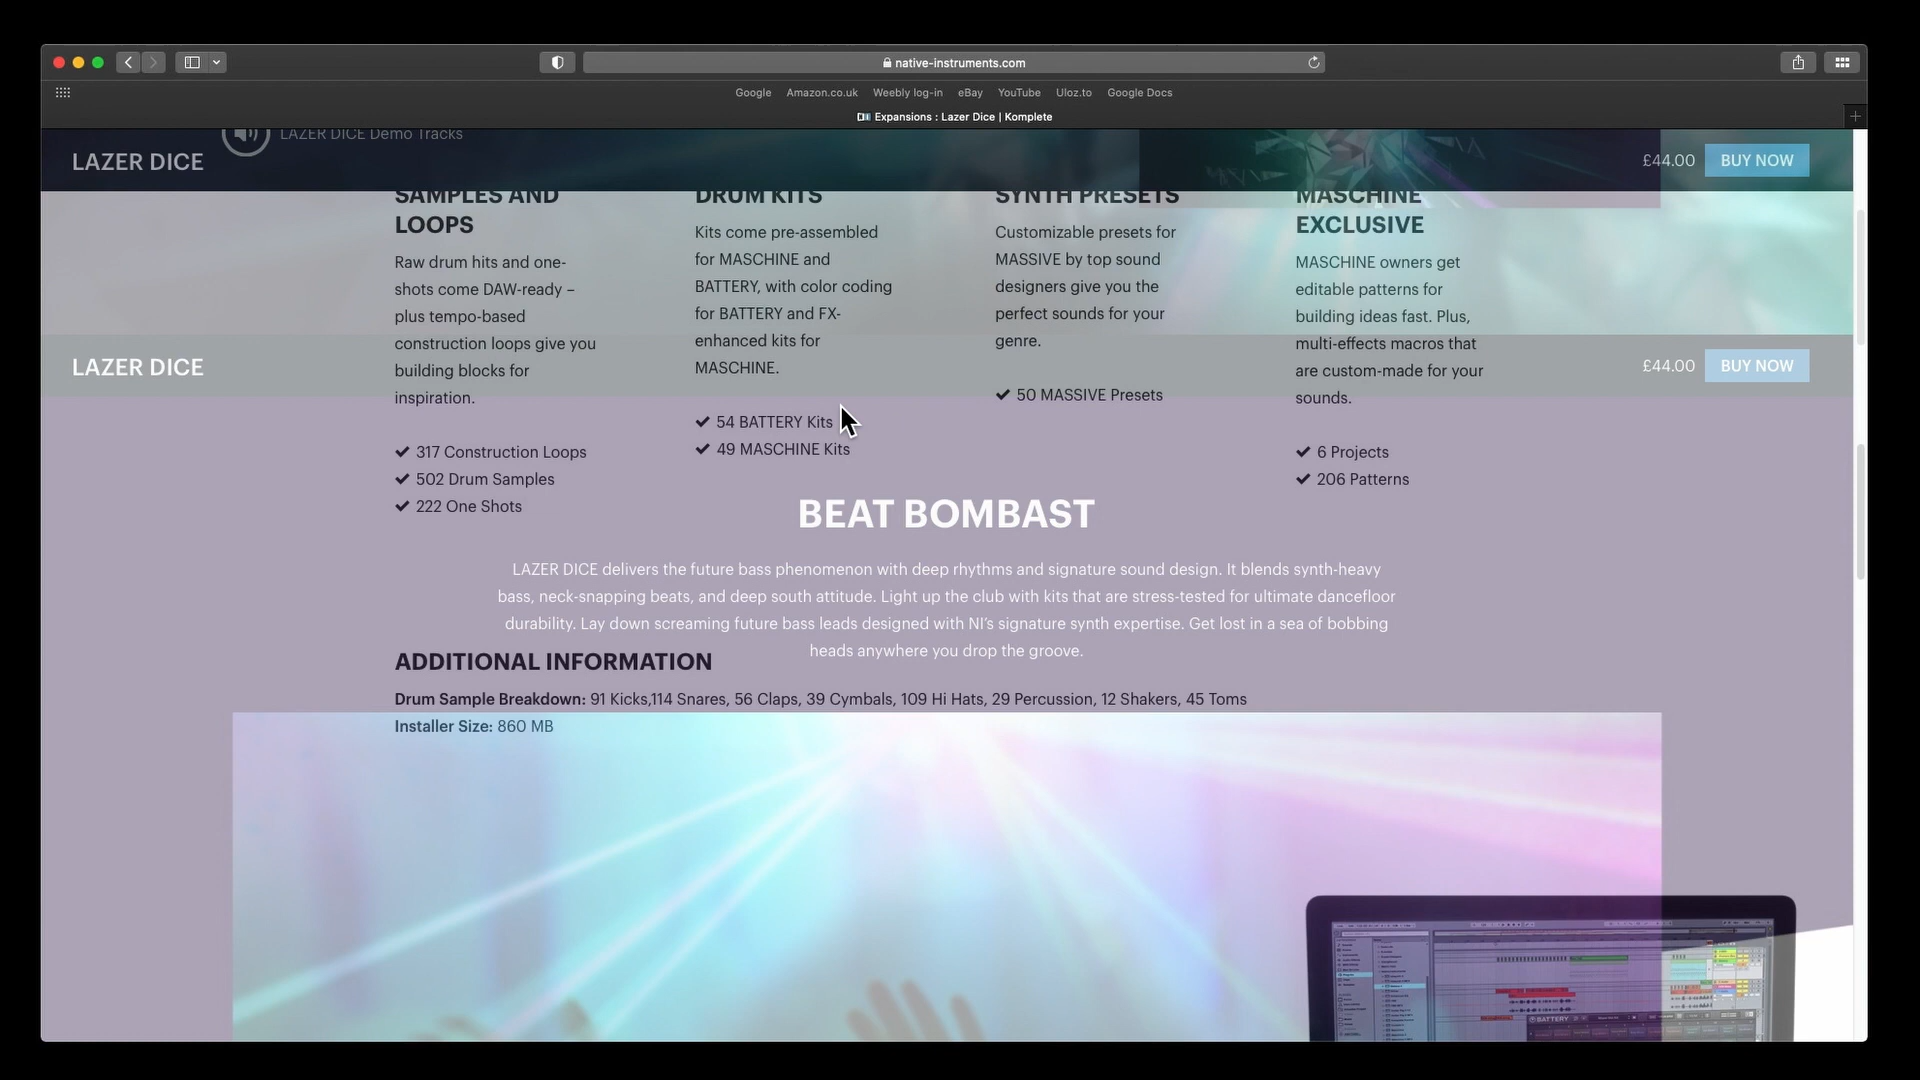 native-instruments.com
Google Amazon.co.uk Weebly log-in eBay YouTube Uloz.to Google Docs
Expansions : Lazer Dice | Komplete
LAZER DICE Demo Tracks
LAZER DICE
£44.00 BUY NOW
SAMPLES AND
LOOPS
Raw drum hits and one-
shots come DAW-ready –
plus tempo-based
construction loops give you
building blocks for
inspiration.
317 Construction Loops
502 Drum Samples
222 One Shots
DRUM KITS
Kits come pre-assembled
for MASCHINE and
BATTERY, with color coding
for BATTERY and FX-
enhanced kits for
MASCHINE.
54 BATTERY Kits
49 MASCHINE Kits
SYNTH PRESETS
Customizable presets for
MASSIVE by top sound
designers give you the
perfect sounds for your
genre.
50 MASSIVE Presets
MASCHINE
EXCLUSIVE
MASCHINE owners get
editable patterns for
building ideas fast. Plus,
multi-effects macros that
are custom-made for your
sounds.
6 Projects
206 Patterns
LAZER DICE
£44.00 BUY NOW
BEAT BOMBAST
LAZER DICE delivers the future bass phenomenon with deep rhythms and signature sound design. It blends synth-heavy
bass, neck-snapping beats, and deep south attitude. Light up the club with kits that are stress-tested for ultimate dancefloor
durability. Lay down screaming future bass leads designed with NI’s signature synth expertise. Get lost in a sea of bobbing
heads anywhere you drop the groove.
ADDITIONAL INFORMATION
Drum Sample Breakdown: 91 Kicks,114 Snares, 56 Claps, 39 Cymbals, 109 Hi Hats, 29 Percussion, 12 Shakers, 45 Toms
Installer Size: 860 MB
BATTERY